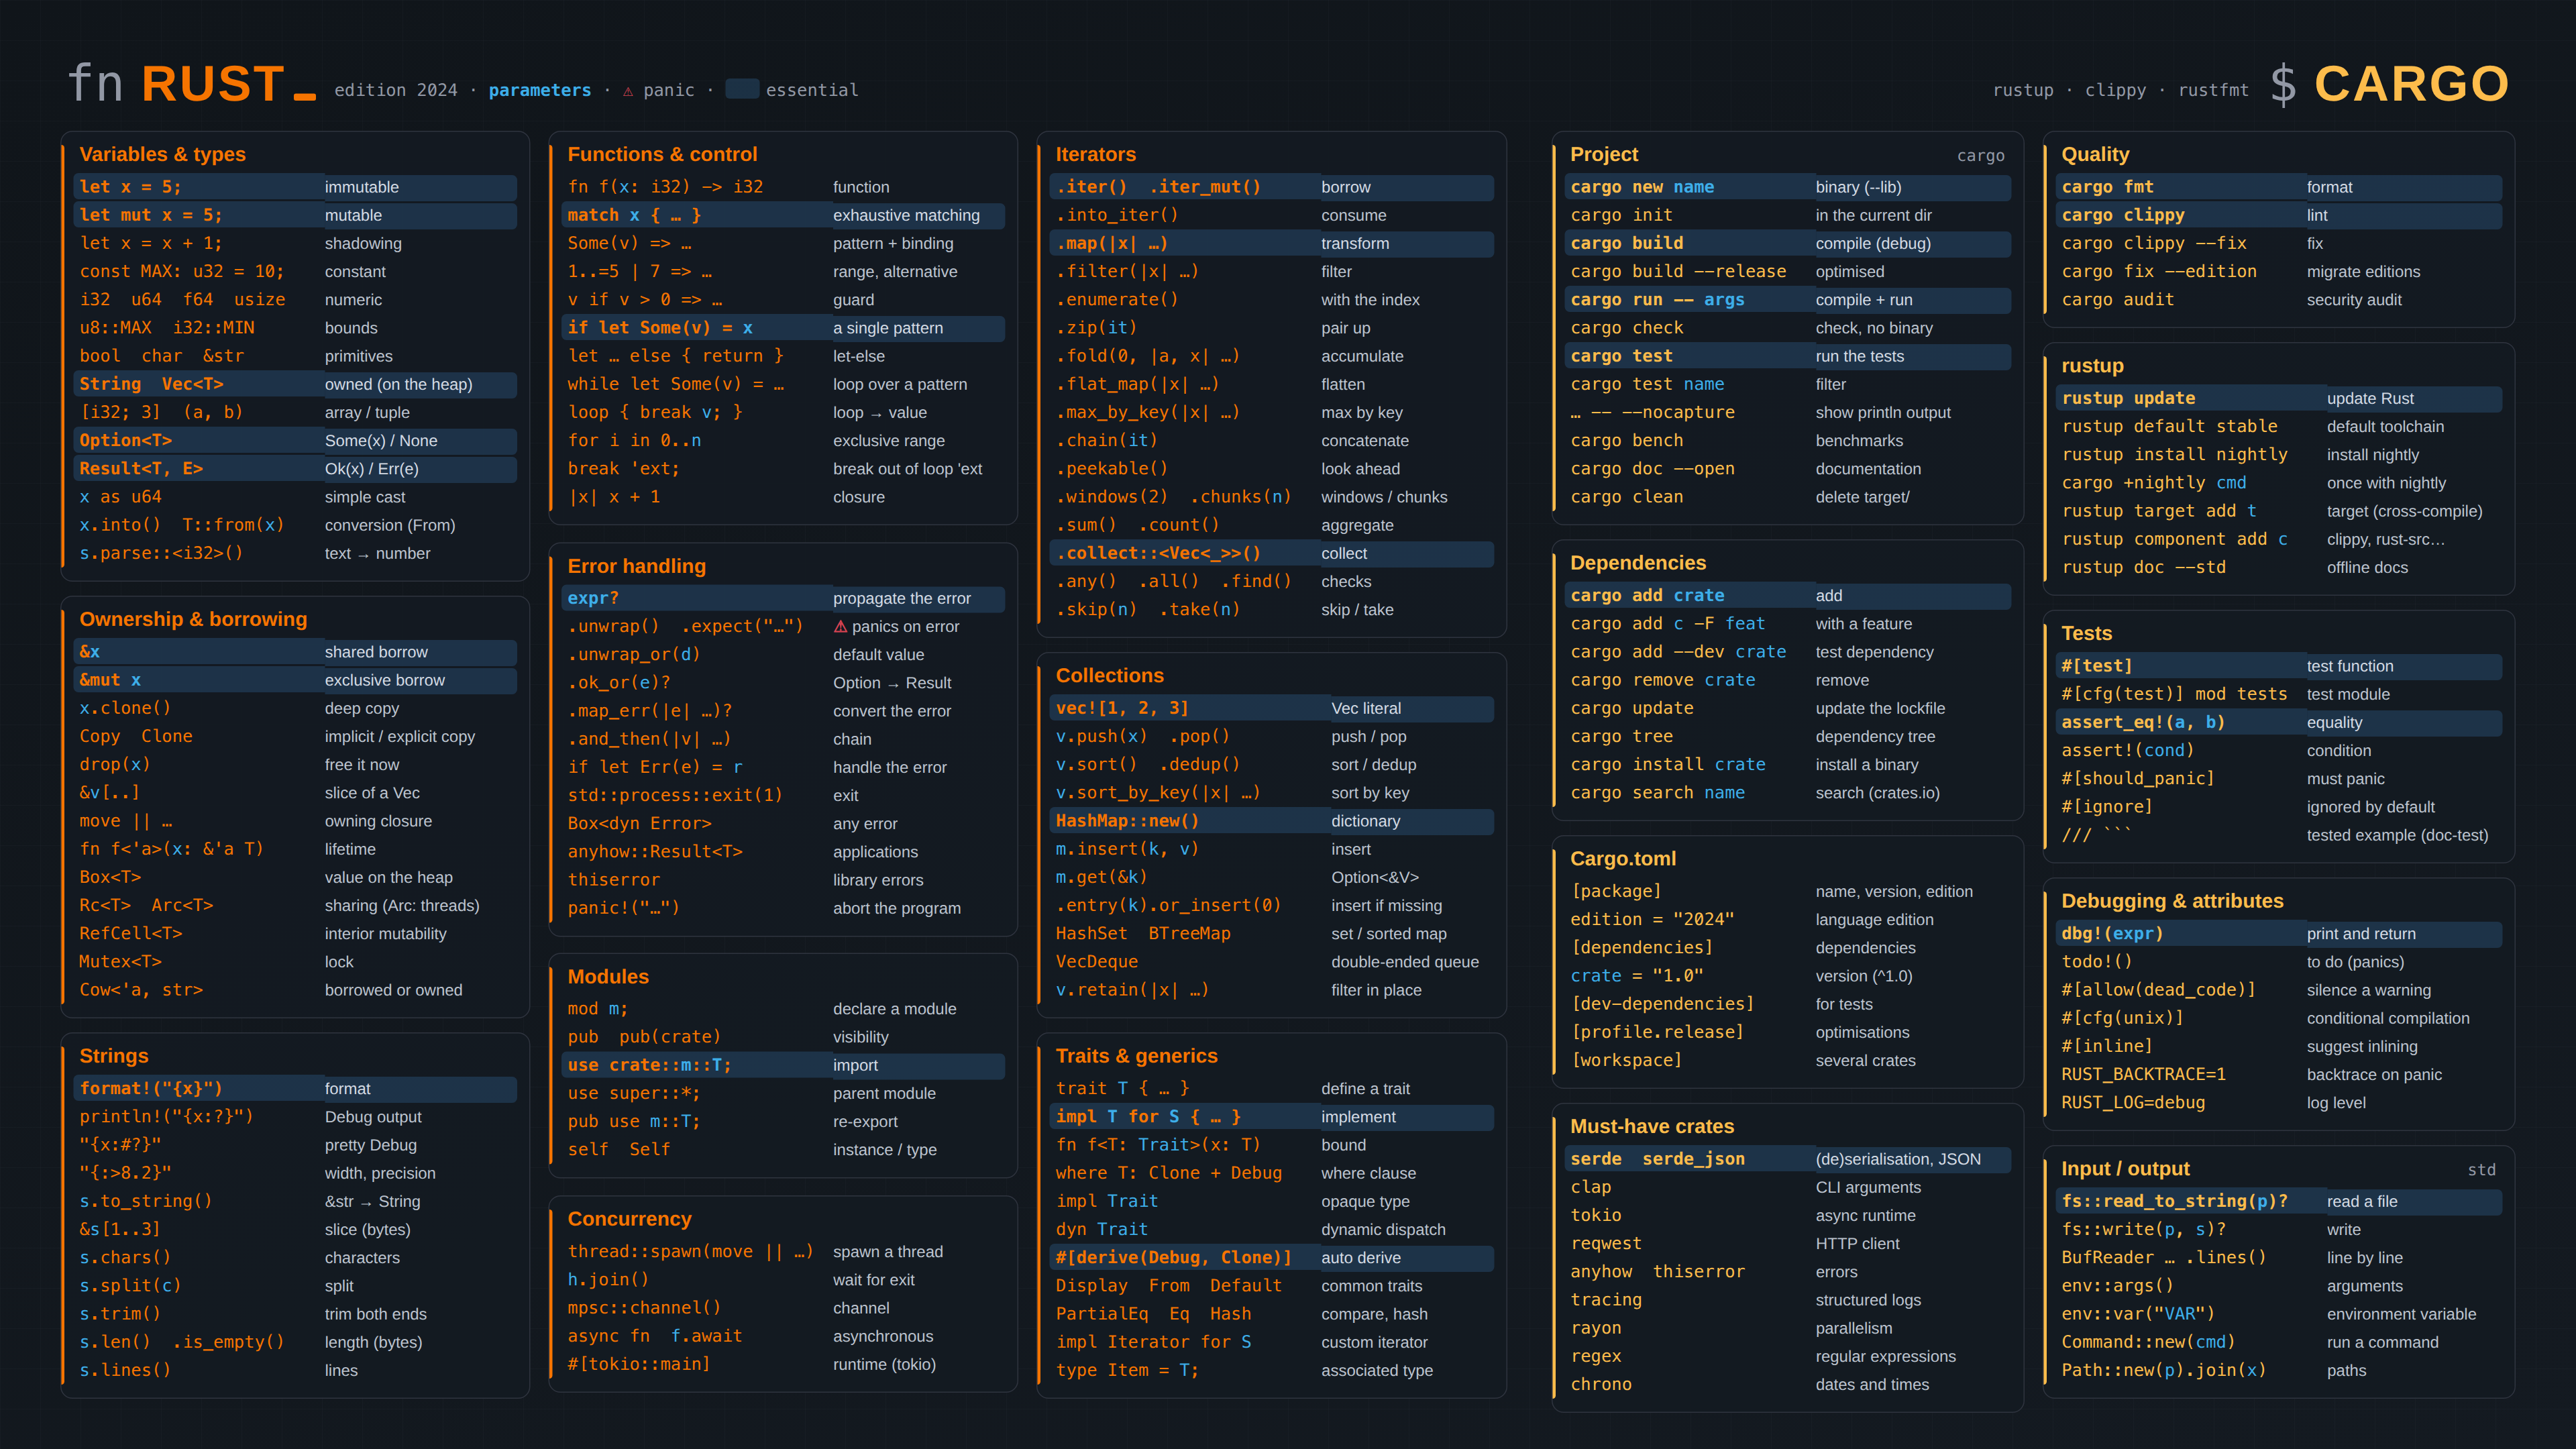 fn RUST_ edition 2024 · parameters · ⚠ panic · essential
rustup · clippy · rustfmt $ CARGO
Variables & types
let x = 5; immutable
let mut x = 5; mutable
let x = x + 1; shadowing
const MAX: u32 = 10; constant
i32 u64 f64 usize numeric
u8::MAX i32::MIN bounds
bool char &str primitives
String Vec<T> owned (on the heap)
[i32; 3] (a, b) array / tuple
Option<T> Some(x) / None
Result<T, E> Ok(x) / Err(e)
x as u64 simple cast
x.into() T::from(x) conversion (From)
s.parse::<i32>() text → number
Ownership & borrowing
&x shared borrow
&mut x exclusive borrow
x.clone() deep copy
Copy Clone implicit / explicit copy
drop(x) free it now
&v[..] slice of a Vec
move || … owning closure
fn f<'a>(x: &'a T) lifetime
Box<T> value on the heap
Rc<T> Arc<T> sharing (Arc: threads)
RefCell<T> interior mutability
Mutex<T> lock
Cow<'a, str> borrowed or owned
Strings
format!("{x}") format
println!("{x:?}") Debug output
"{x:#?}" pretty Debug
"{:>8.2}" width, precision
s.to_string() &str → String
&s[1..3] slice (bytes)
s.chars() characters
s.split(c) split
s.trim() trim both ends
s.len() .is_empty() length (bytes)
s.lines() lines
Functions & control
fn f(x: i32) -> i32 function
match x { … } exhaustive matching
Some(v) => … pattern + binding
1..=5 | 7 => … range, alternative
v if v > 0 => … guard
if let Some(v) = x a single pattern
let … else { return } let-else
while let Some(v) = … loop over a pattern
loop { break v; } loop → value
for i in 0..n exclusive range
break 'ext; break out of loop 'ext
|x| x + 1 closure
Error handling
expr? propagate the error
.unwrap() .expect("…") ⚠ panics on error
.unwrap_or(d) default value
.ok_or(e)? Option → Result
.map_err(|e| …)? convert the error
.and_then(|v| …) chain
if let Err(e) = r handle the error
std::process::exit(1) exit
Box<dyn Error> any error
anyhow::Result<T> applications
thiserror library errors
panic!("…") abort the program
Modules
mod m; declare a module
pub pub(crate) visibility
use crate::m::T; import
use super::*; parent module
pub use m::T; re-export
self Self instance / type
Concurrency
thread::spawn(move || …) spawn a thread
h.join() wait for exit
mpsc::channel() channel
async fn f.await asynchronous
#[tokio::main] runtime (tokio)
Iterators
.iter() .iter_mut() borrow
.into_iter() consume
.map(|x| …) transform
.filter(|x| …) filter
.enumerate() with the index
.zip(it) pair up
.fold(0, |a, x| …) accumulate
.flat_map(|x| …) flatten
.max_by_key(|x| …) max by key
.chain(it) concatenate
.peekable() look ahead
.windows(2) .chunks(n) windows / chunks
.sum() .count() aggregate
.collect::<Vec<_>>() collect
.any() .all() .find() checks
.skip(n) .take(n) skip / take
Collections
vec![1, 2, 3] Vec literal
v.push(x) .pop() push / pop
v.sort() .dedup() sort / dedup
v.sort_by_key(|x| …) sort by key
HashMap::new() dictionary
m.insert(k, v) insert
m.get(&k) Option<&V>
.entry(k).or_insert(0) insert if missing
HashSet BTreeMap set / sorted map
VecDeque double-ended queue
v.retain(|x| …) filter in place
Traits & generics
trait T { … } define a trait
impl T for S { … } implement
fn f<T: Trait>(x: T) bound
where T: Clone + Debug where clause
impl Trait opaque type
dyn Trait dynamic dispatch
#[derive(Debug, Clone)] auto derive
Display From Default common traits
PartialEq Eq Hash compare, hash
impl Iterator for S custom iterator
type Item = T; associated type
Project cargo
cargo new name binary (--lib)
cargo init in the current dir
cargo build compile (debug)
cargo build --release optimised
cargo run -- args compile + run
cargo check check, no binary
cargo test run the tests
cargo test name filter
… -- --nocapture show println output
cargo bench benchmarks
cargo doc --open documentation
cargo clean delete target/
Dependencies
cargo add crate add
cargo add c -F feat with a feature
cargo add --dev crate test dependency
cargo remove crate remove
cargo update update the lockfile
cargo tree dependency tree
cargo install crate install a binary
cargo search name search (crates.io)
Cargo.toml
[package] name, version, edition
edition = "2024" language edition
[dependencies] dependencies
crate = "1.0" version (^1.0)
[dev-dependencies] for tests
[profile.release] optimisations
[workspace] several crates
Must-have crates
serde serde_json (de)serialisation, JSON
clap CLI arguments
tokio async runtime
reqwest HTTP client
anyhow thiserror errors
tracing structured logs
rayon parallelism
regex regular expressions
chrono dates and times
Quality
cargo fmt format
cargo clippy lint
cargo clippy --fix fix
cargo fix --edition migrate editions
cargo audit security audit
rustup
rustup update update Rust
rustup default stable default toolchain
rustup install nightly install nightly
cargo +nightly cmd once with nightly
rustup target add t target (cross-compile)
rustup component add c clippy, rust-src…
rustup doc --std offline docs
Tests
#[test] test function
#[cfg(test)] mod tests test module
assert_eq!(a, b) equality
assert!(cond) condition
#[should_panic] must panic
#[ignore] ignored by default
/// ``` tested example (doc-test)
Debugging & attributes
dbg!(expr) print and return
todo!() to do (panics)
#[allow(dead_code)] silence a warning
#[cfg(unix)] conditional compilation
#[inline] suggest inlining
RUST_BACKTRACE=1 backtrace on panic
RUST_LOG=debug log level
Input / output std
fs::read_to_string(p)? read a file
fs::write(p, s)? write
BufReader … .lines() line by line
env::args() arguments
env::var("VAR") environment variable
Command::new(cmd) run a command
Path::new(p).join(x) paths